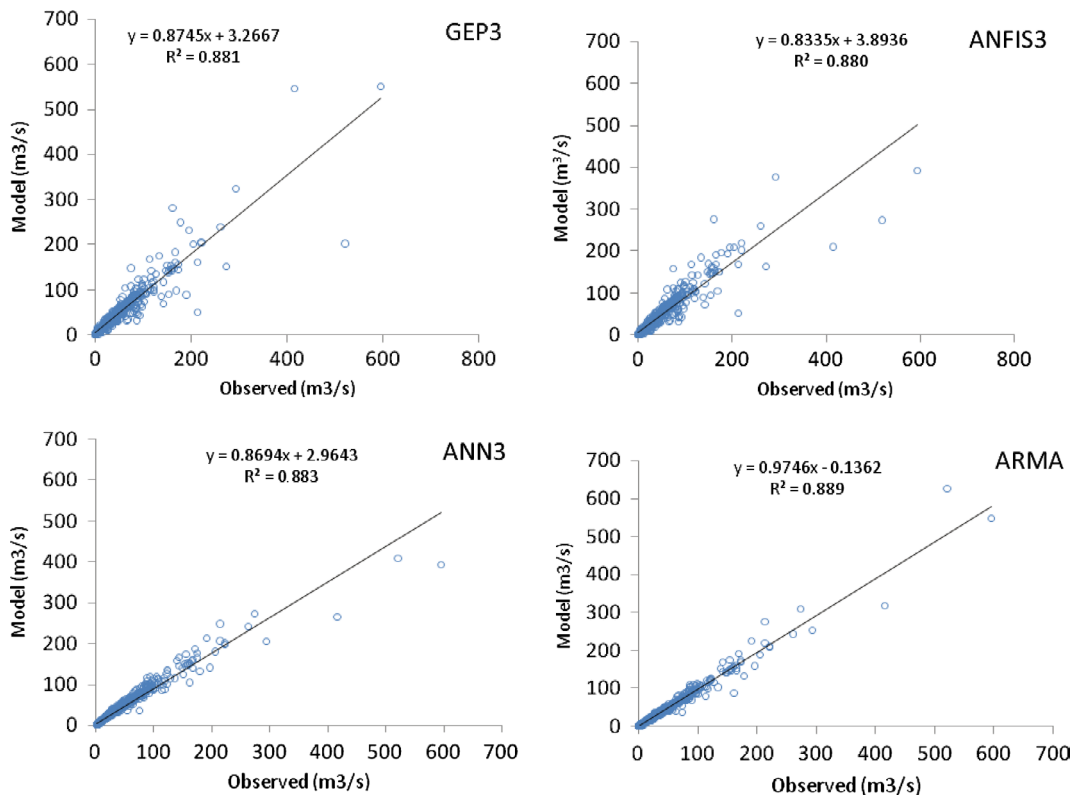 GEP3
y = 0.8745x + 3.2667
R² = 0.881
Model (m3/s)
700
600
500
400
300
200
100
0
0 200 400 600 800
Observed (m3/s)
ANFIS3
y = 0.8335x + 3.8936
R² = 0.880
Model (m³/s)
700
600
500
400
300
200
100
0
0 200 400 600 800
Observed (m3/s)
ANN3
y = 0.8694x + 2.9643
R² = 0.883
Model (m3/s)
700
600
500
400
300
200
100
0
0 100 200 300 400 500 600 700
Observed (m3/s)
ARMA
y = 0.9746x - 0.1362
R² = 0.889
Model (m3/s)
700
600
500
400
300
200
100
0
0 100 200 300 400 500 600 700
Observed (m3/s)